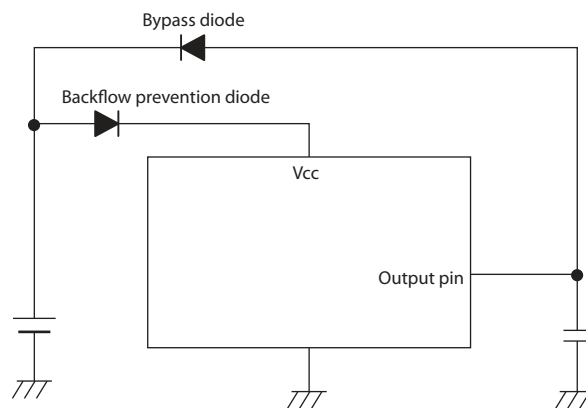 Bypass diode
Backflow prevention diode
Vcc
Output pin